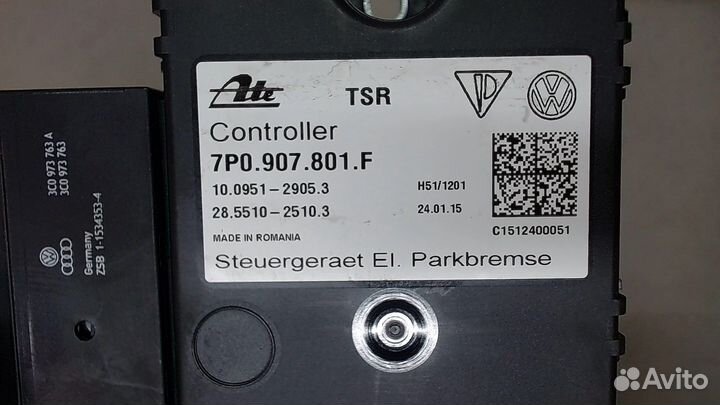 3C0 973 763 A
3C0 973 763
Germany
ZSB 1-1534353-4
Ate TSR
Controller
7P0.907.801.F
10.0951-2905.3 H51/1201
28.5510-2510.3 24.01.15
MADE IN ROMANIA C1512400051
Steuergeraet El. Parkbremse
Avito